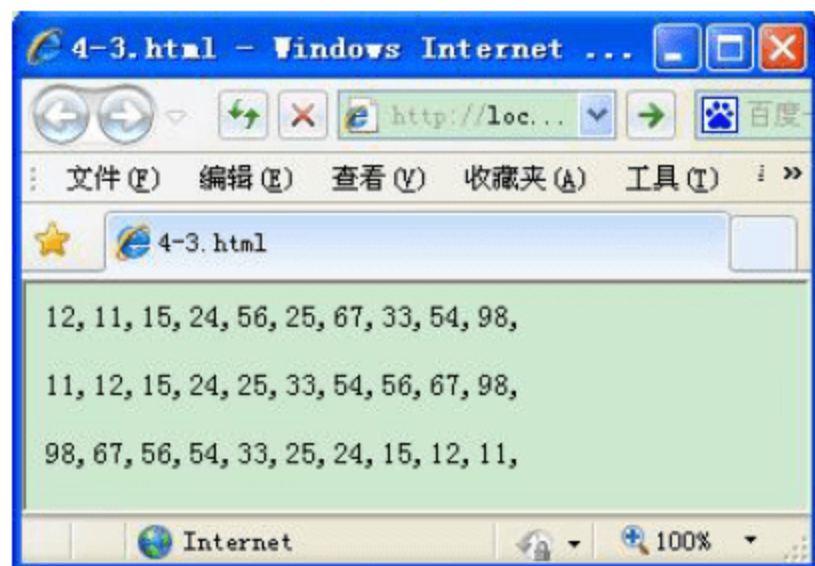 4-3.html - Windows Internet ...
http://loc... 百度
文件(F) 编辑(E) 查看(V) 收藏夹(A) 工具(T) »
4-3.html
12,11,15,24,56,25,67,33,54,98,
11,12,15,24,25,33,54,56,67,98,
98,67,56,54,33,25,24,15,12,11,
Internet 100%